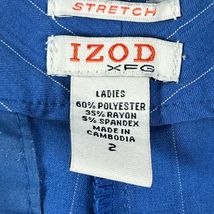 STRETCH
IZOD
XFG
LADIES
60% POLYESTER
35% RAYON
5% SPANDEX
MADE IN
CAMBODIA
2